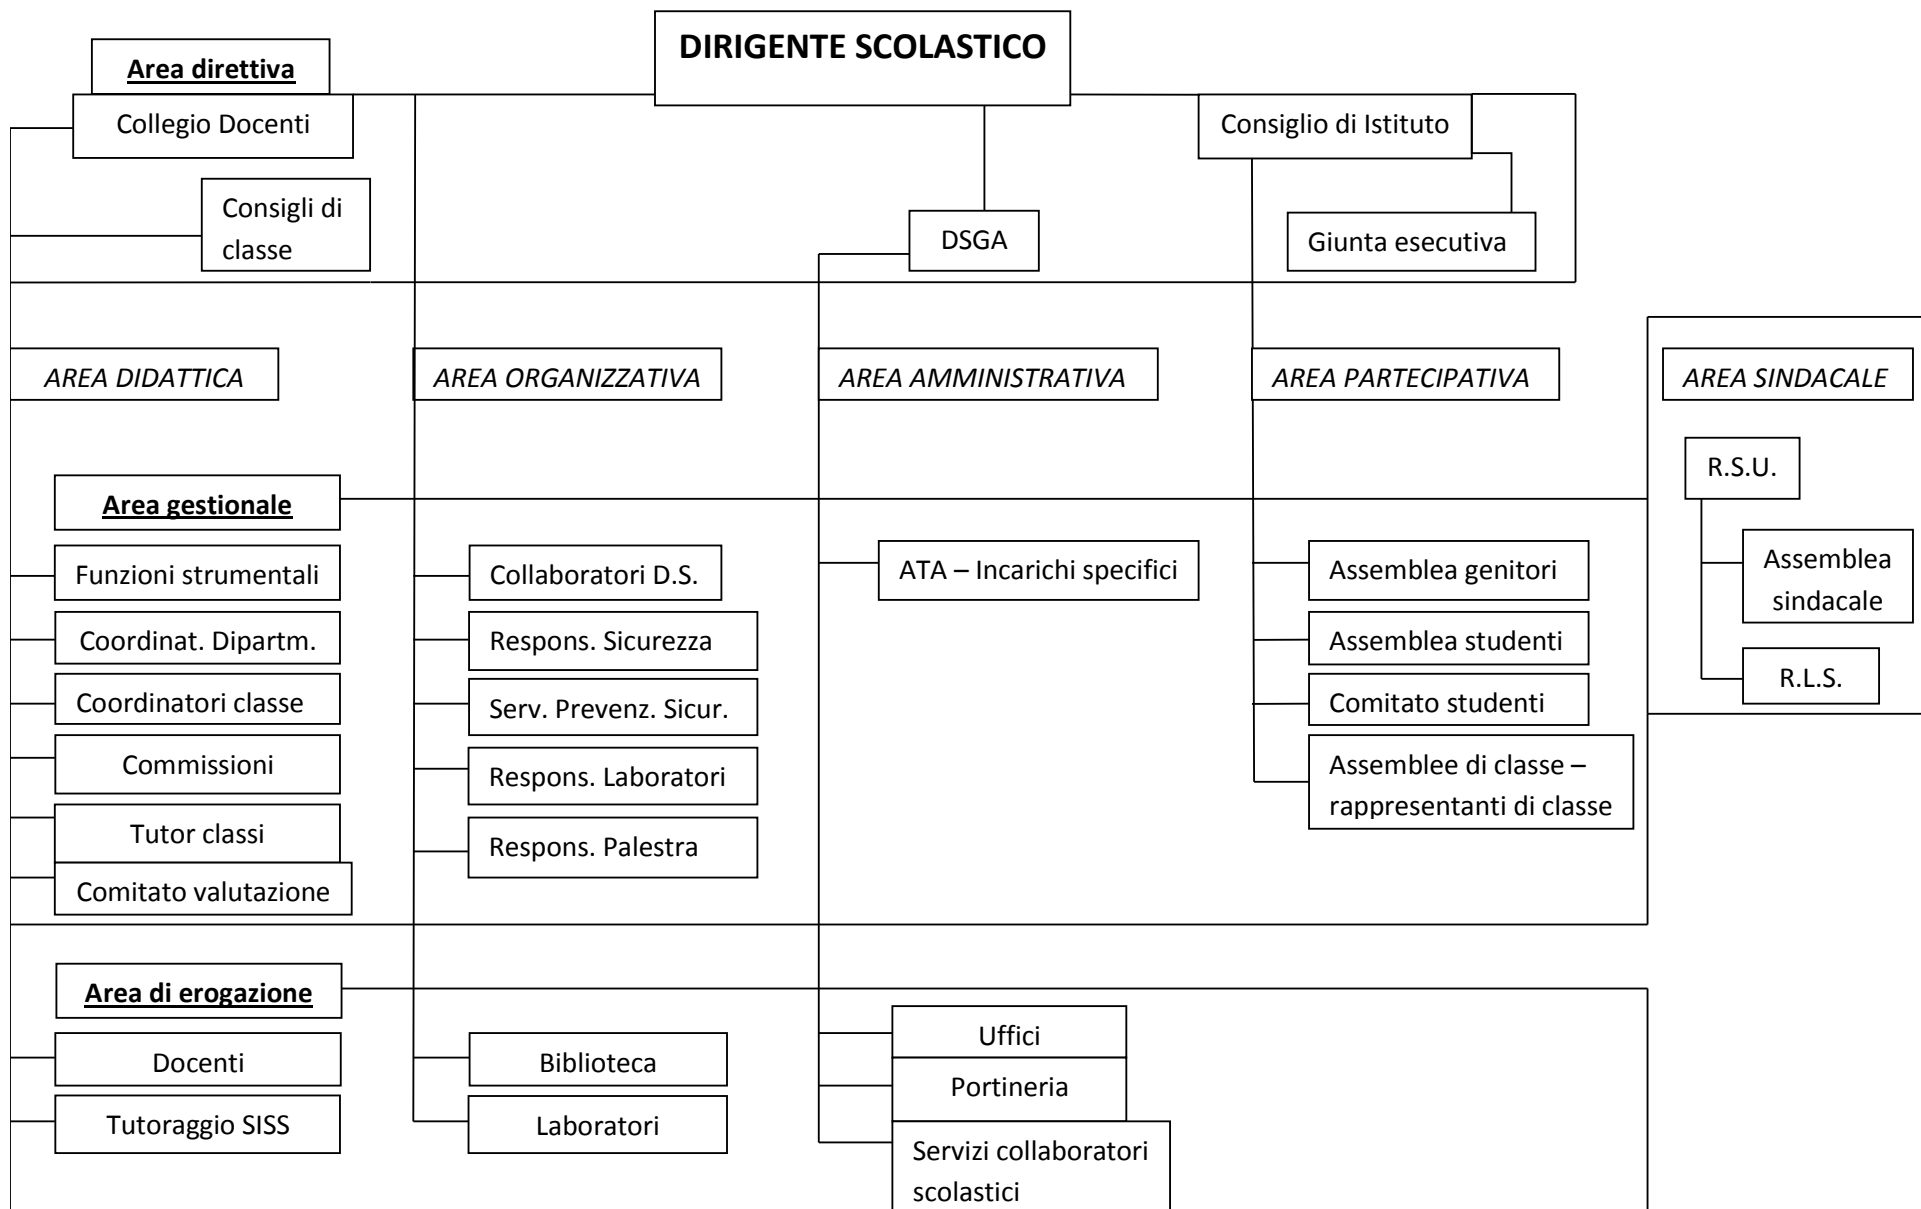 DIRIGENTE SCOLASTICO
Area direttiva
Collegio Docenti
Consiglio di Istituto
Consigli di
classe
DSGA
Giunta esecutiva
AREA DIDATTICA
AREA ORGANIZZATIVA
AREA AMMINISTRATIVA
AREA PARTECIPATIVA
AREA SINDACALE
R.S.U.
Assemblea
sindacale
R.L.S.
Area gestionale
Funzioni strumentali
Coordinat. Dipartm.
Coordinatori classe
Commissioni
Tutor classi
Comitato valutazione
Collaboratori D.S.
Respons. Sicurezza
Serv. Prevenz. Sicur.
Respons. Laboratori
Respons. Palestra
ATA – Incarichi specifici
Assemblea genitori
Assemblea studenti
Comitato studenti
Assemblee di classe –
rappresentanti di classe
Area di erogazione
Docenti
Tutoraggio SISS
Biblioteca
Laboratori
Uffici
Portineria
Servizi collaboratori
scolastici